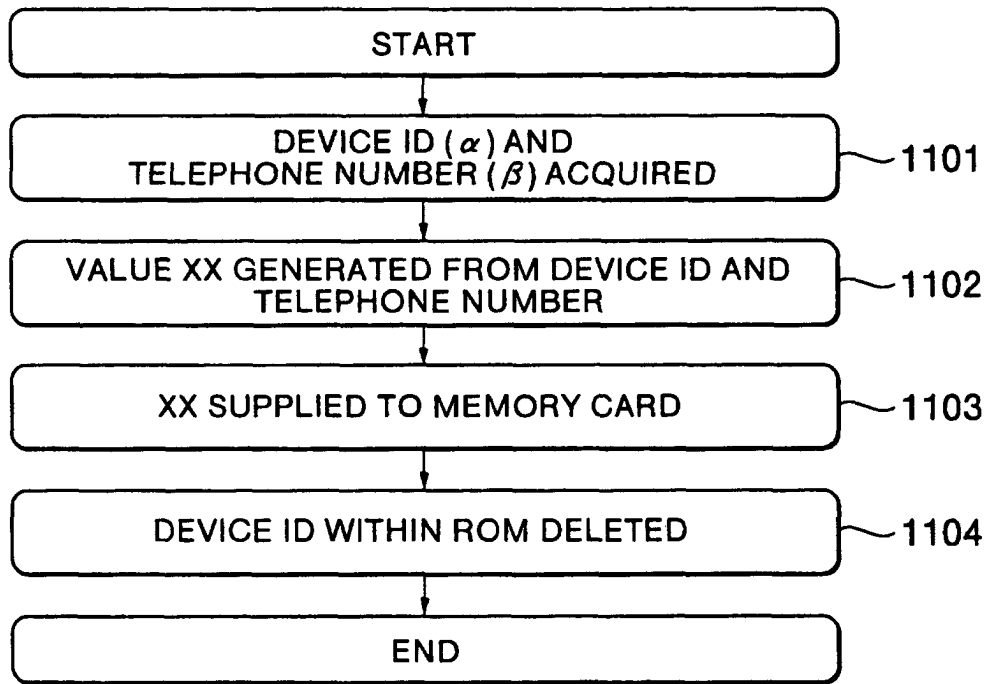 START
DEVICE ID (α) AND
TELEPHONE NUMBER (β) ACQUIRED
1101
VALUE XX GENERATED FROM DEVICE ID AND
TELEPHONE NUMBER
1102
XX SUPPLIED TO MEMORY CARD
1103
DEVICE ID WITHIN ROM DELETED
1104
END